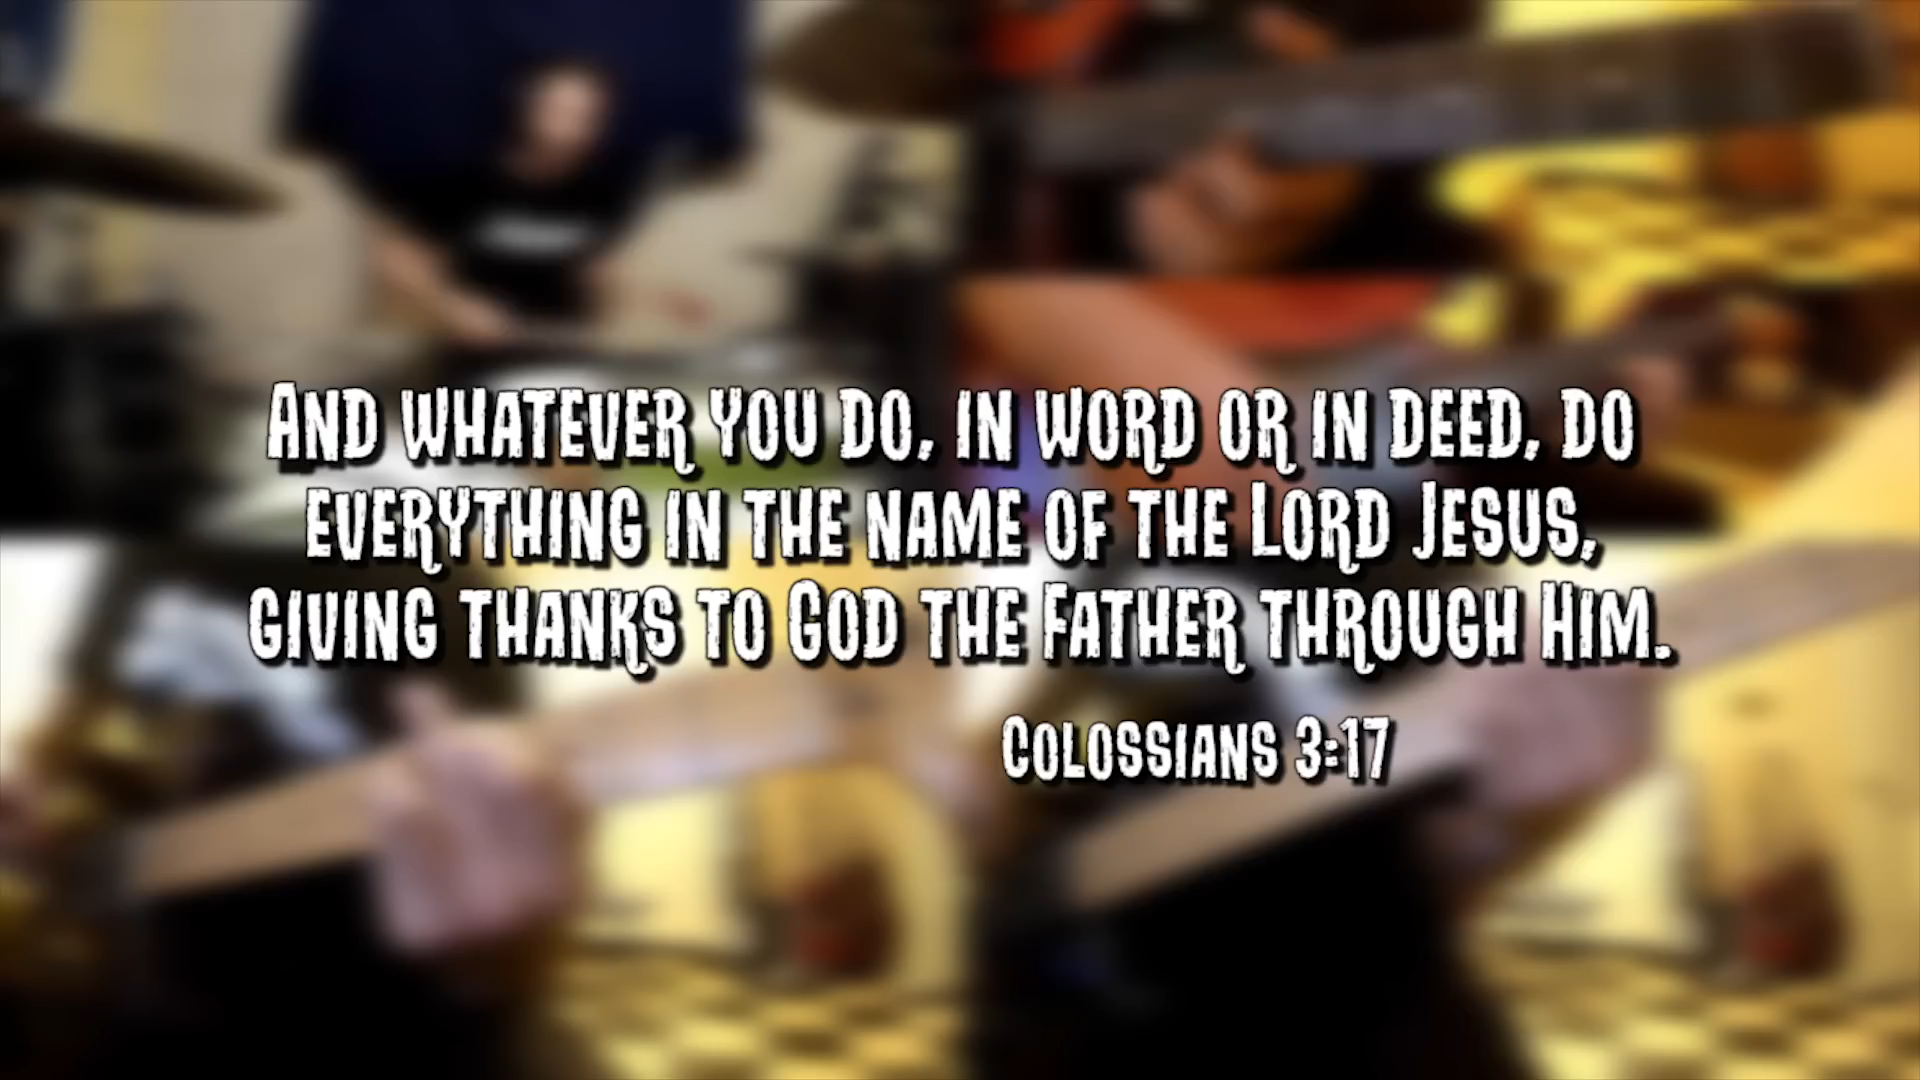 And whatever you do, in word or in deed, do
everything in the name of the Lord Jesus,
giving thanks to God the Father through Him.
Colossians 3:17